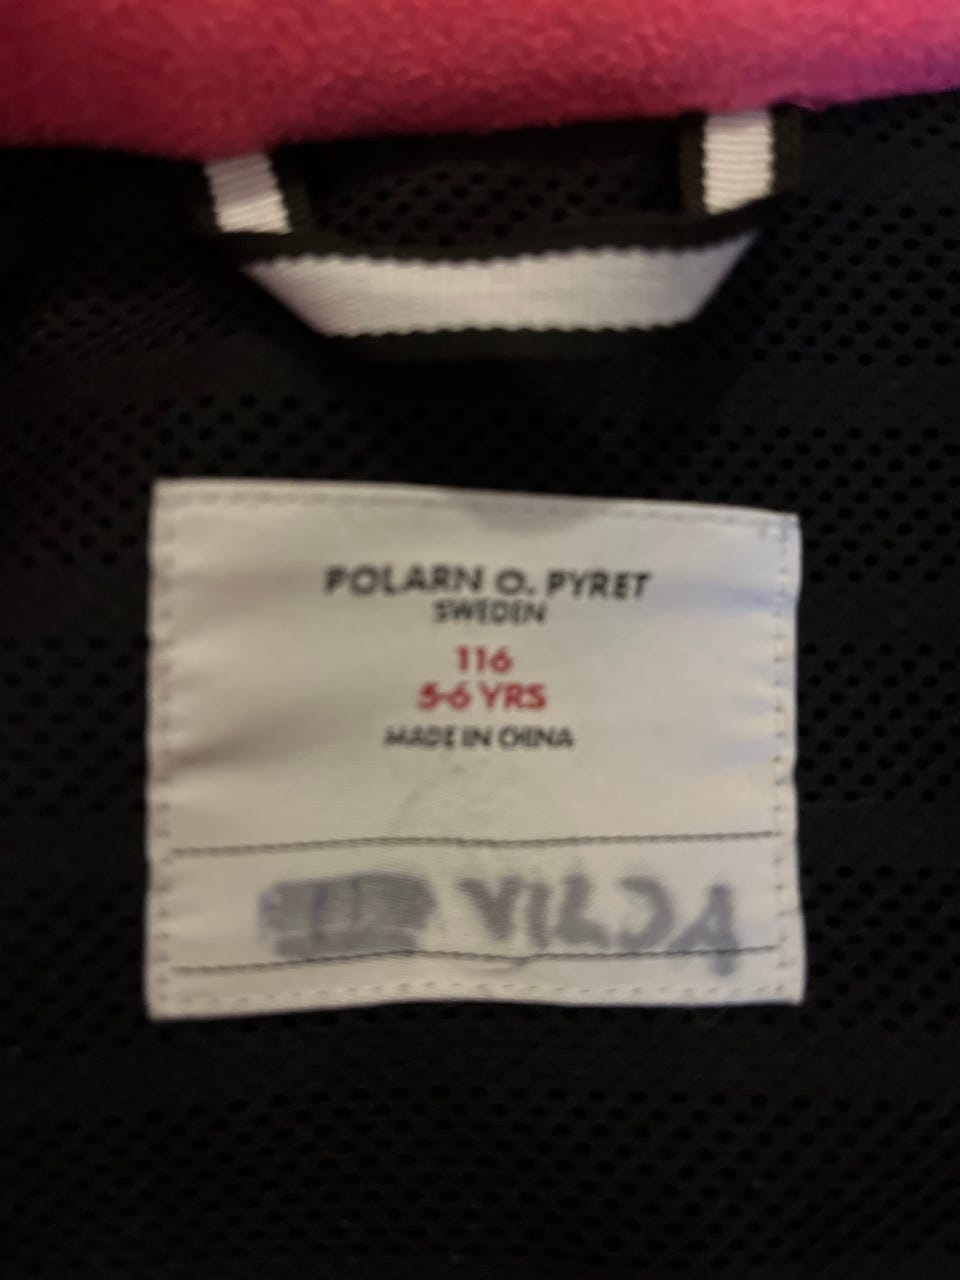 POLARN O. PYRET
SWEDEN
116
5-6 YRS
MADE IN CHINA
VILDA